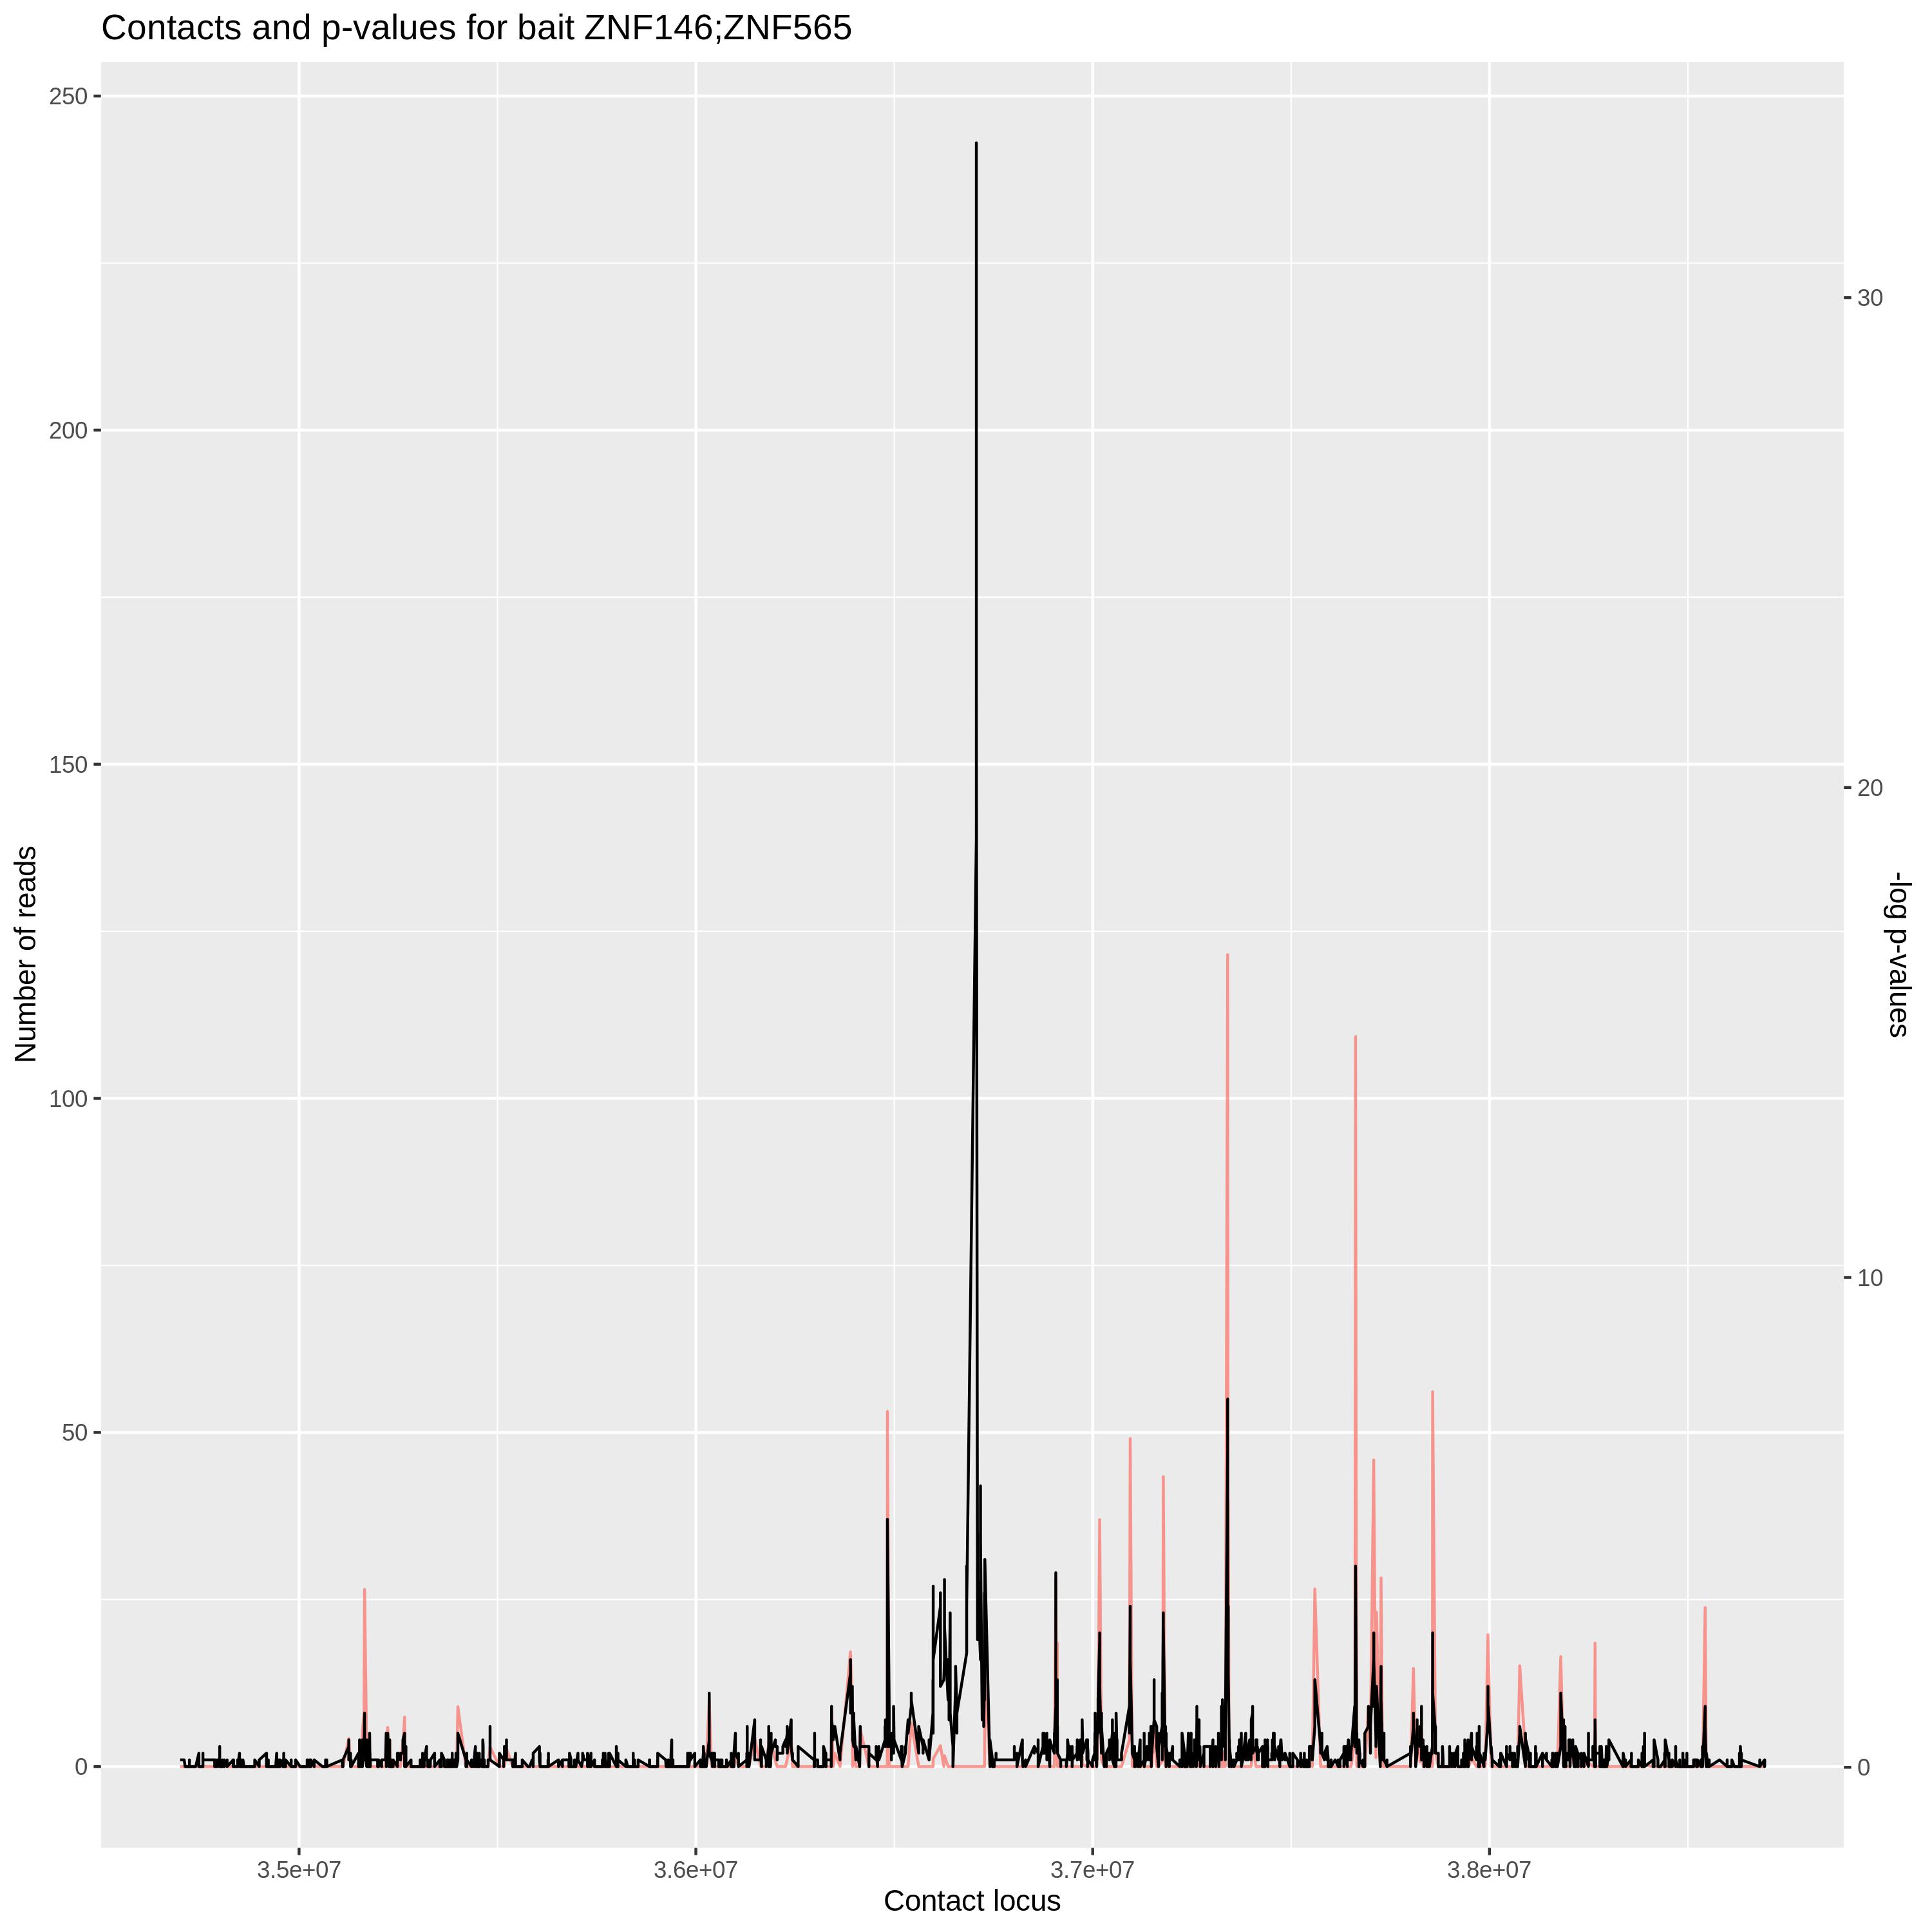 Contacts and p-values for bait ZNF146;ZNF565
250
200
150
100
50
0
Number of reads
30
20
10
0
-log p-values
3.5e+07
3.6e+07
3.7e+07
3.8e+07
Contact locus